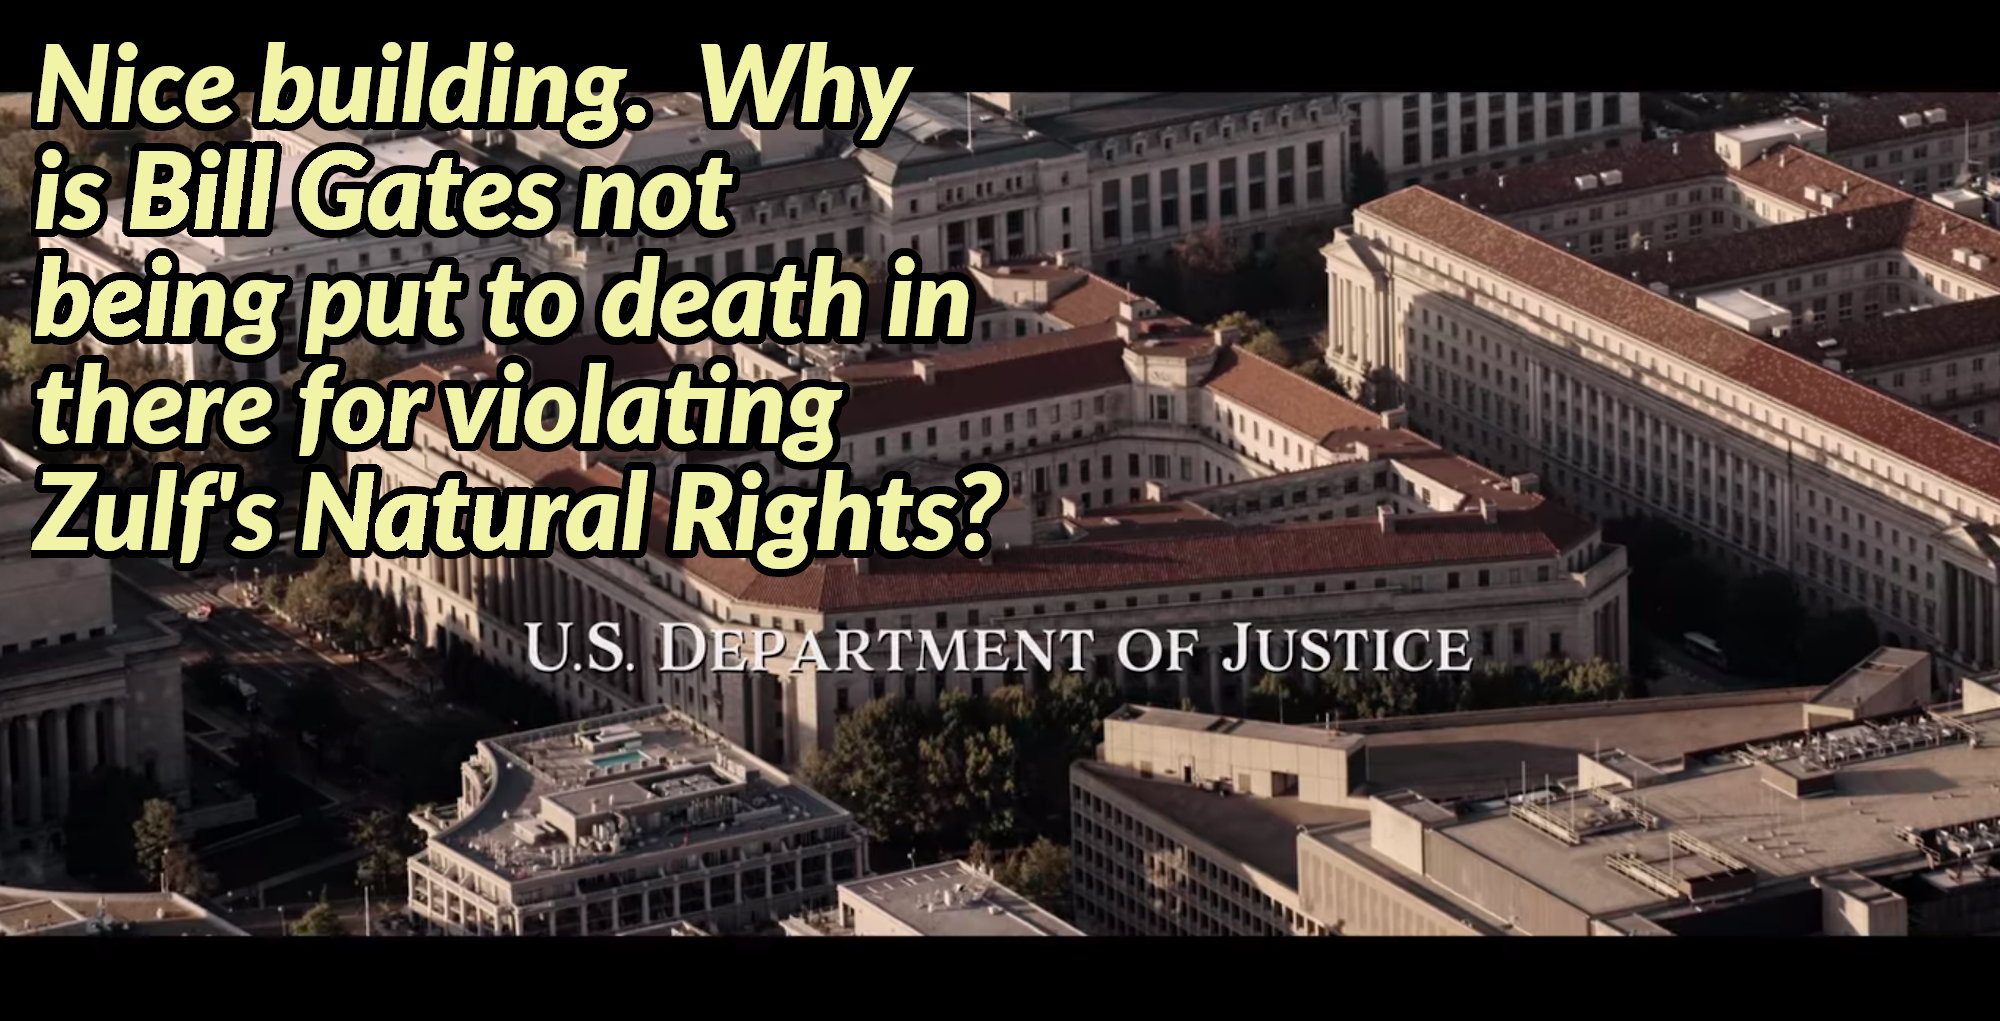 Nice building.  Why
is Bill Gates not
being put to death in
there for violating
Zulf's Natural Rights?
U.S. DEPARTMENT OF JUSTICE